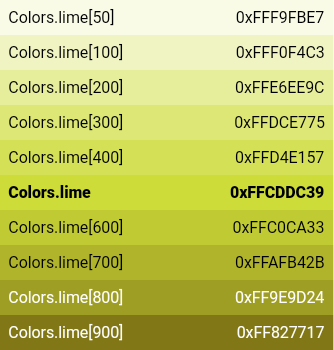 Colors.lime[50] 0xFFF9FBE7
Colors.lime[100] 0xFFF0F4C3
Colors.lime[200] 0xFFE6EE9C
Colors.lime[300] 0xFFDCE775
Colors.lime[400] 0xFFD4E157
Colors.lime 0xFFCDDC39
Colors.lime[600] 0xFFC0CA33
Colors.lime[700] 0xFFAFB42B
Colors.lime[800] 0xFF9E9D24
Colors.lime[900] 0xFF827717